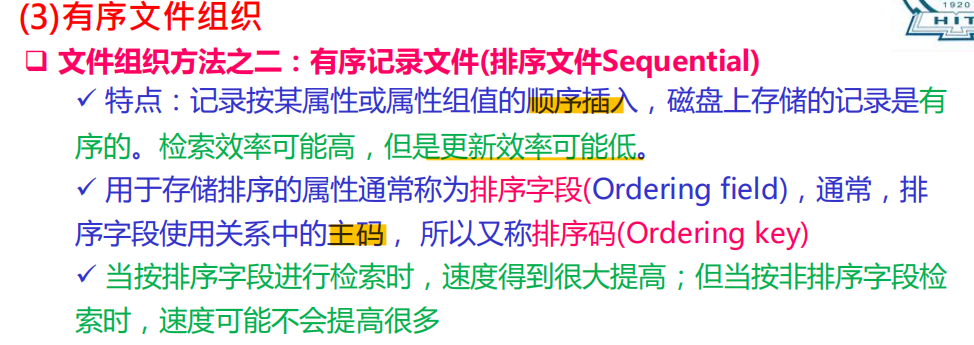 (3)有序文件组织
1920
HIT
❑ 文件组织方法之二：有序记录文件(排序文件Sequential)
✓ 特点：记录按某属性或属性组值的顺序插入，磁盘上存储的记录是有
序的。检索效率可能高，但是更新效率可能低。
✓ 用于存储排序的属性通常称为排序字段(Ordering field)，通常，排
序字段使用关系中的主码， 所以又称排序码(Ordering key)
✓ 当按排序字段进行检索时，速度得到很大提高；但当按非排序字段检
索时，速度可能不会提高很多